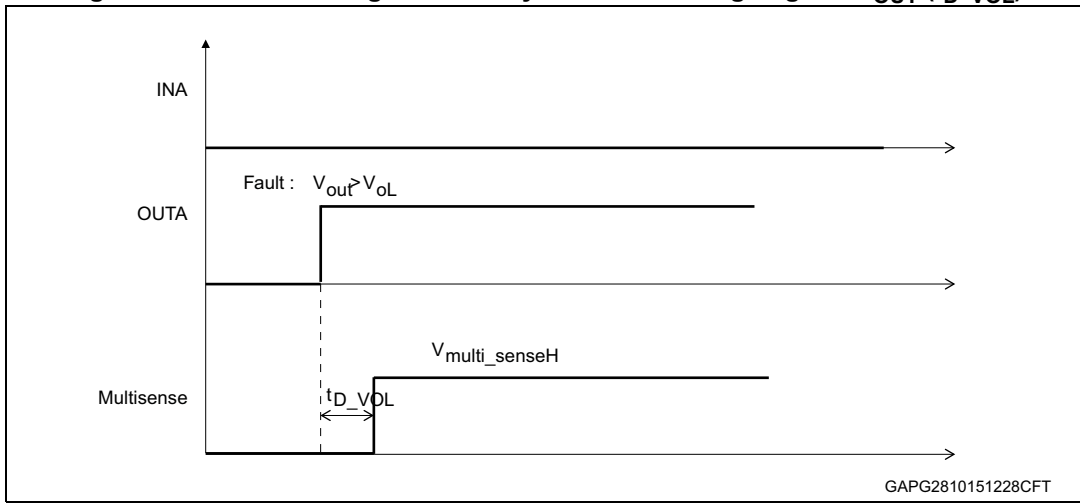 INA
Fault : Vout>VoL
OUTA
Vmulti_senseH
Multisense
tD_VOL
GAPG2810151228CFT